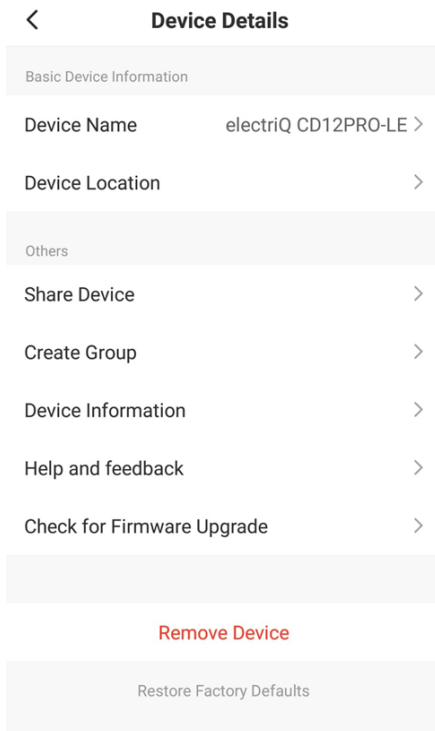 Device Details
Basic Device Information
Device Name electriQ CD12PRO-LE
Device Location
Others
Share Device
Create Group
Device Information
Help and feedback
Check for Firmware Upgrade
Remove Device
Restore Factory Defaults